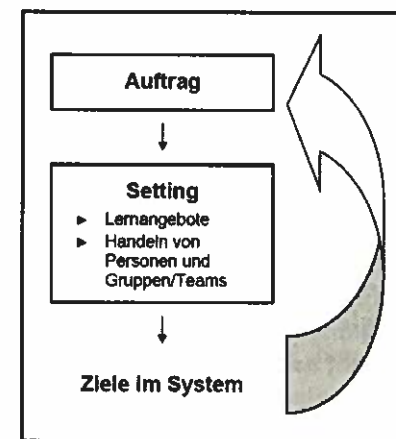 Auftrag
Setting
► Lernangebote
► Handeln von
Personen und
Gruppen/Teams
Ziele im System